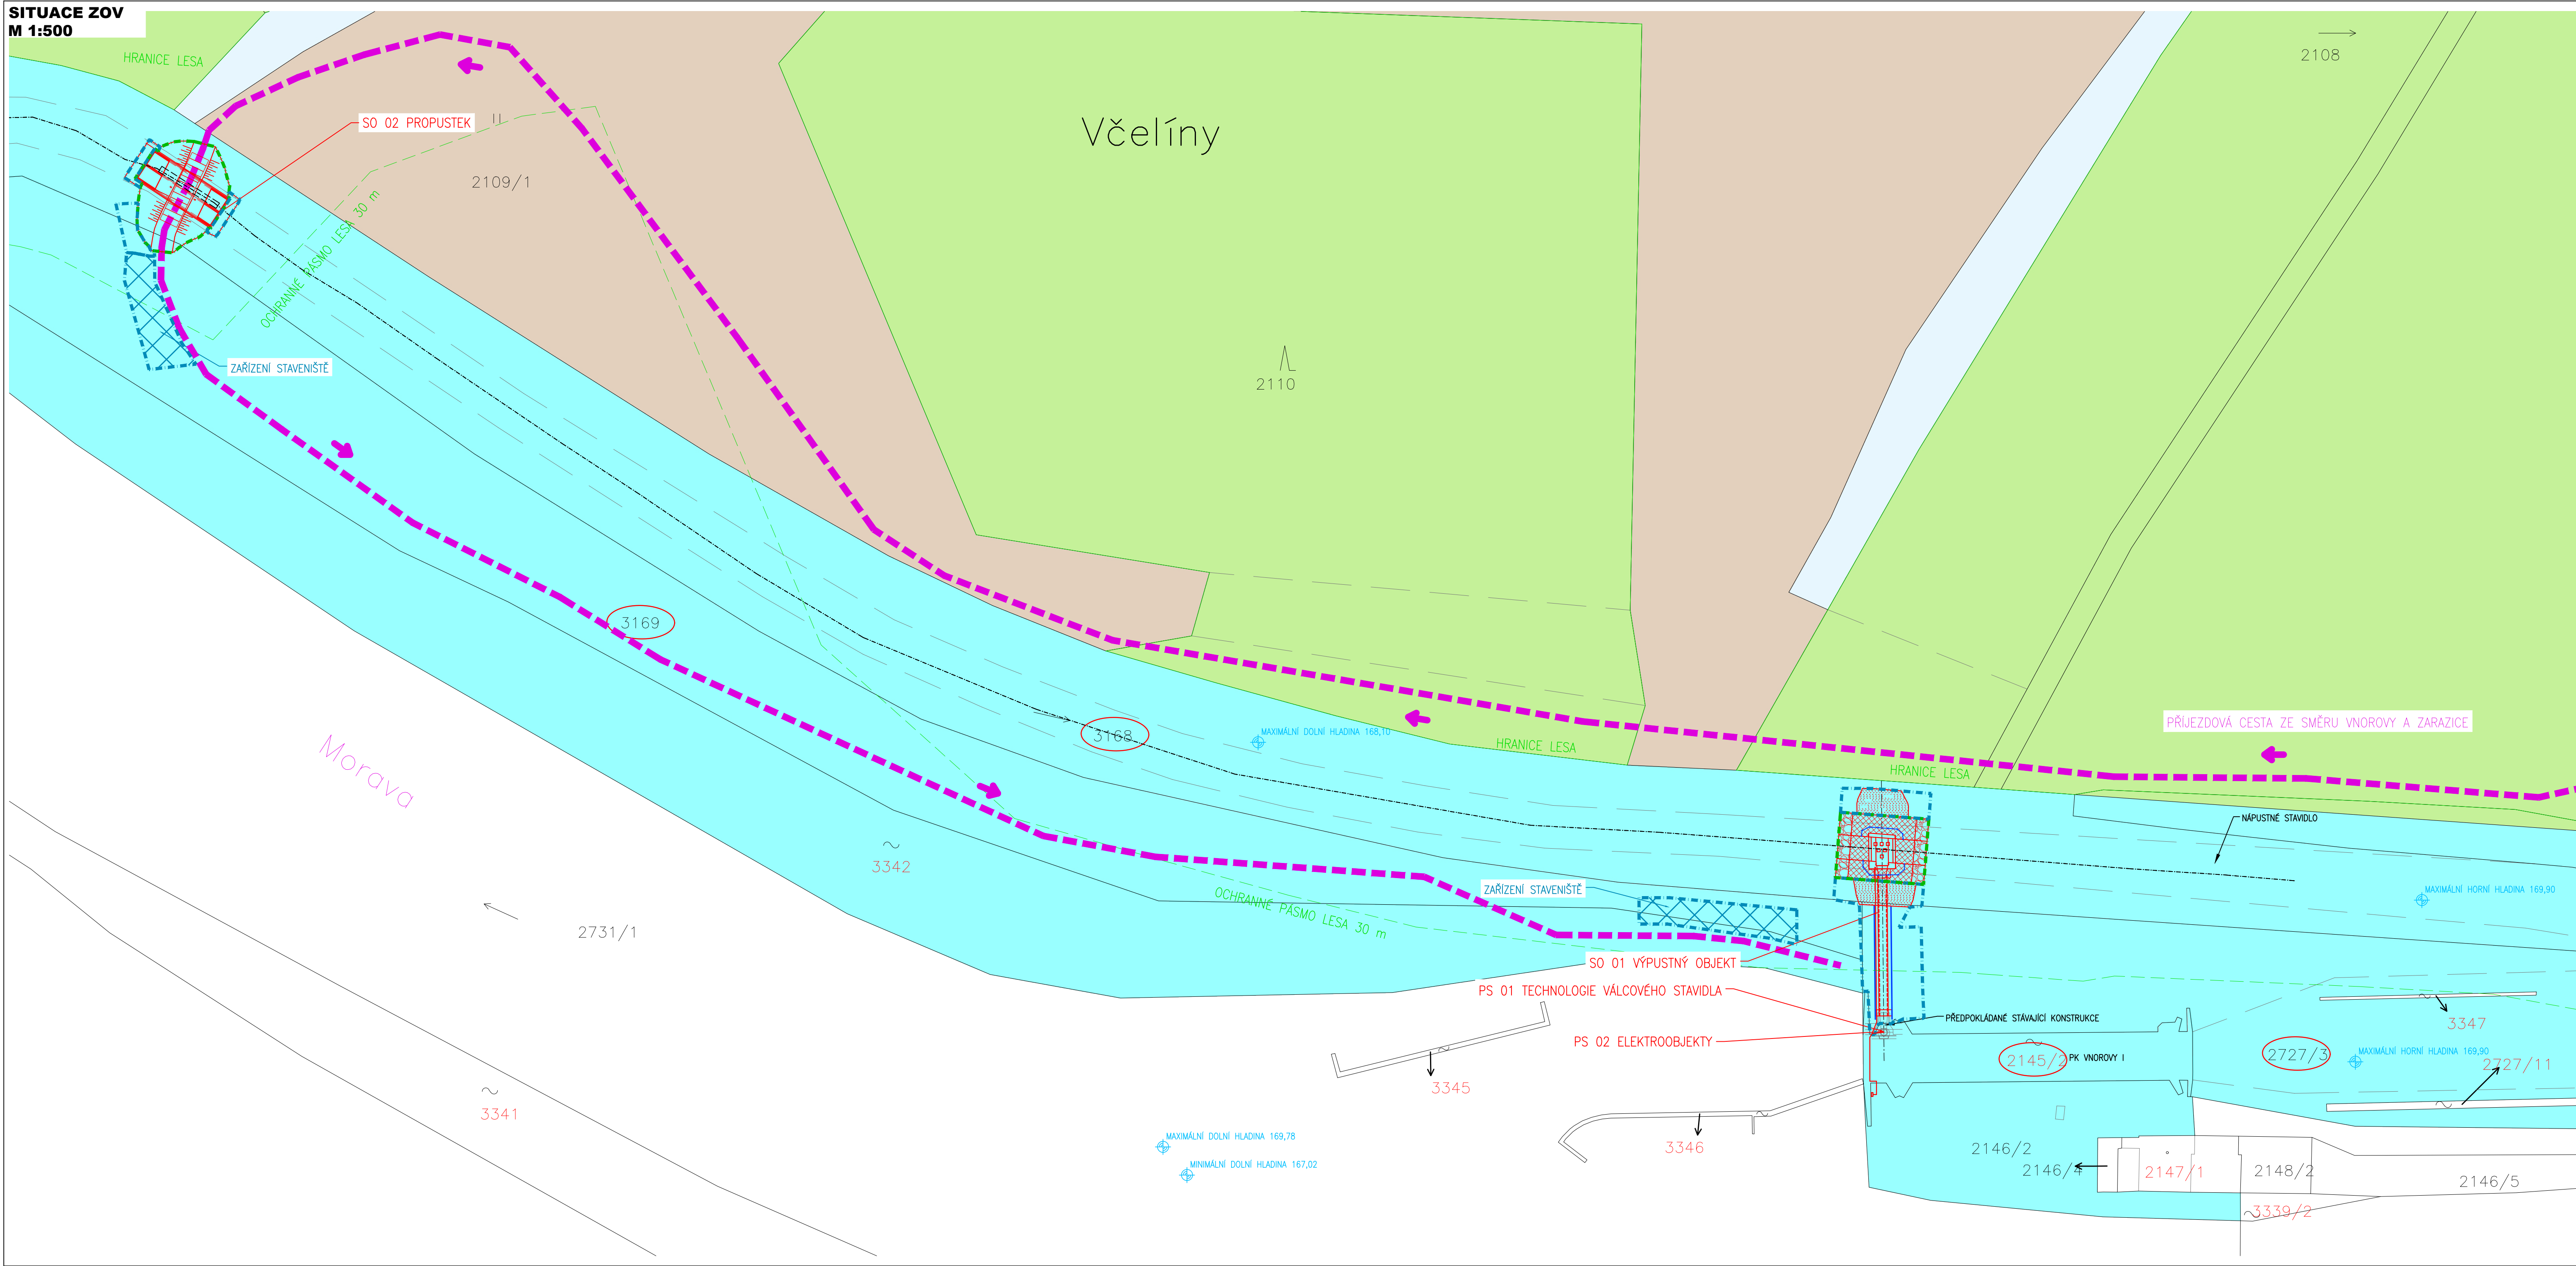 SITUACE ZOV
M 1:500
HRANICE LESA
2108
SO 02 PROPUSTEK
Včelíny
2109/1
OCHRANNÉ PÁSMO LESA 30 m
ZAŘÍZENÍ STAVENIŠTĚ
2110
3169
3168
MAXIMÁLNÍ DOLNÍ HLADINA 168,10
HRANICE LESA
PŘÍJEZDOVÁ CESTA ZE SMĚRU VNOROVY A ZARAZICE
HRANICE LESA
Morava
NÁPUSTNÉ STAVIDLO
3342
ZAŘÍZENÍ STAVENIŠTĚ
MAXIMÁLNÍ HORNÍ HLADINA 169,90
OCHRANNÉ PÁSMO LESA 30 m
2731/1
SO 01 VÝPUSTNÝ OBJEKT
PS 01 TECHNOLOGIE VÁLCOVÉHO STAVIDLA
PŘEDPOKLÁDANÉ STÁVAJÍCÍ KONSTRUKCE
3347
PS 02 ELEKTROOBJEKTY
2145/2
PK VNOROVY I
2727/3
MAXIMÁLNÍ HORNÍ HLADINA 169,90
2727/11
3345
3341
MAXIMÁLNÍ DOLNÍ HLADINA 169,78
3346
2146/2
MINIMÁLNÍ DOLNÍ HLADINA 167,02
2146/4
2147/1
2148/2
2146/5
3339/2